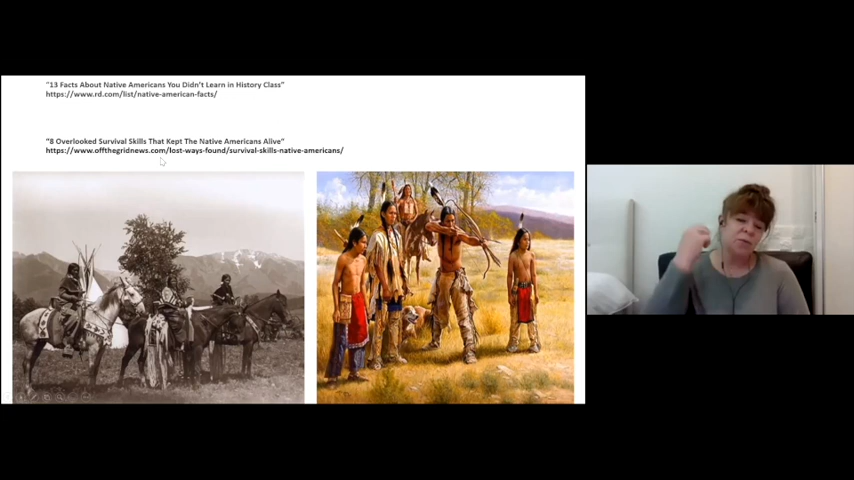 "13 Facts About Native Americans You Didn't Learn in History Class"
https://www.rd.com/list/native-american-facts/
"8 Overlooked Survival Skills That Kept The Native Americans Alive"
https://www.offthegridnews.com/lost-ways-found/survival-skills-native-americans/